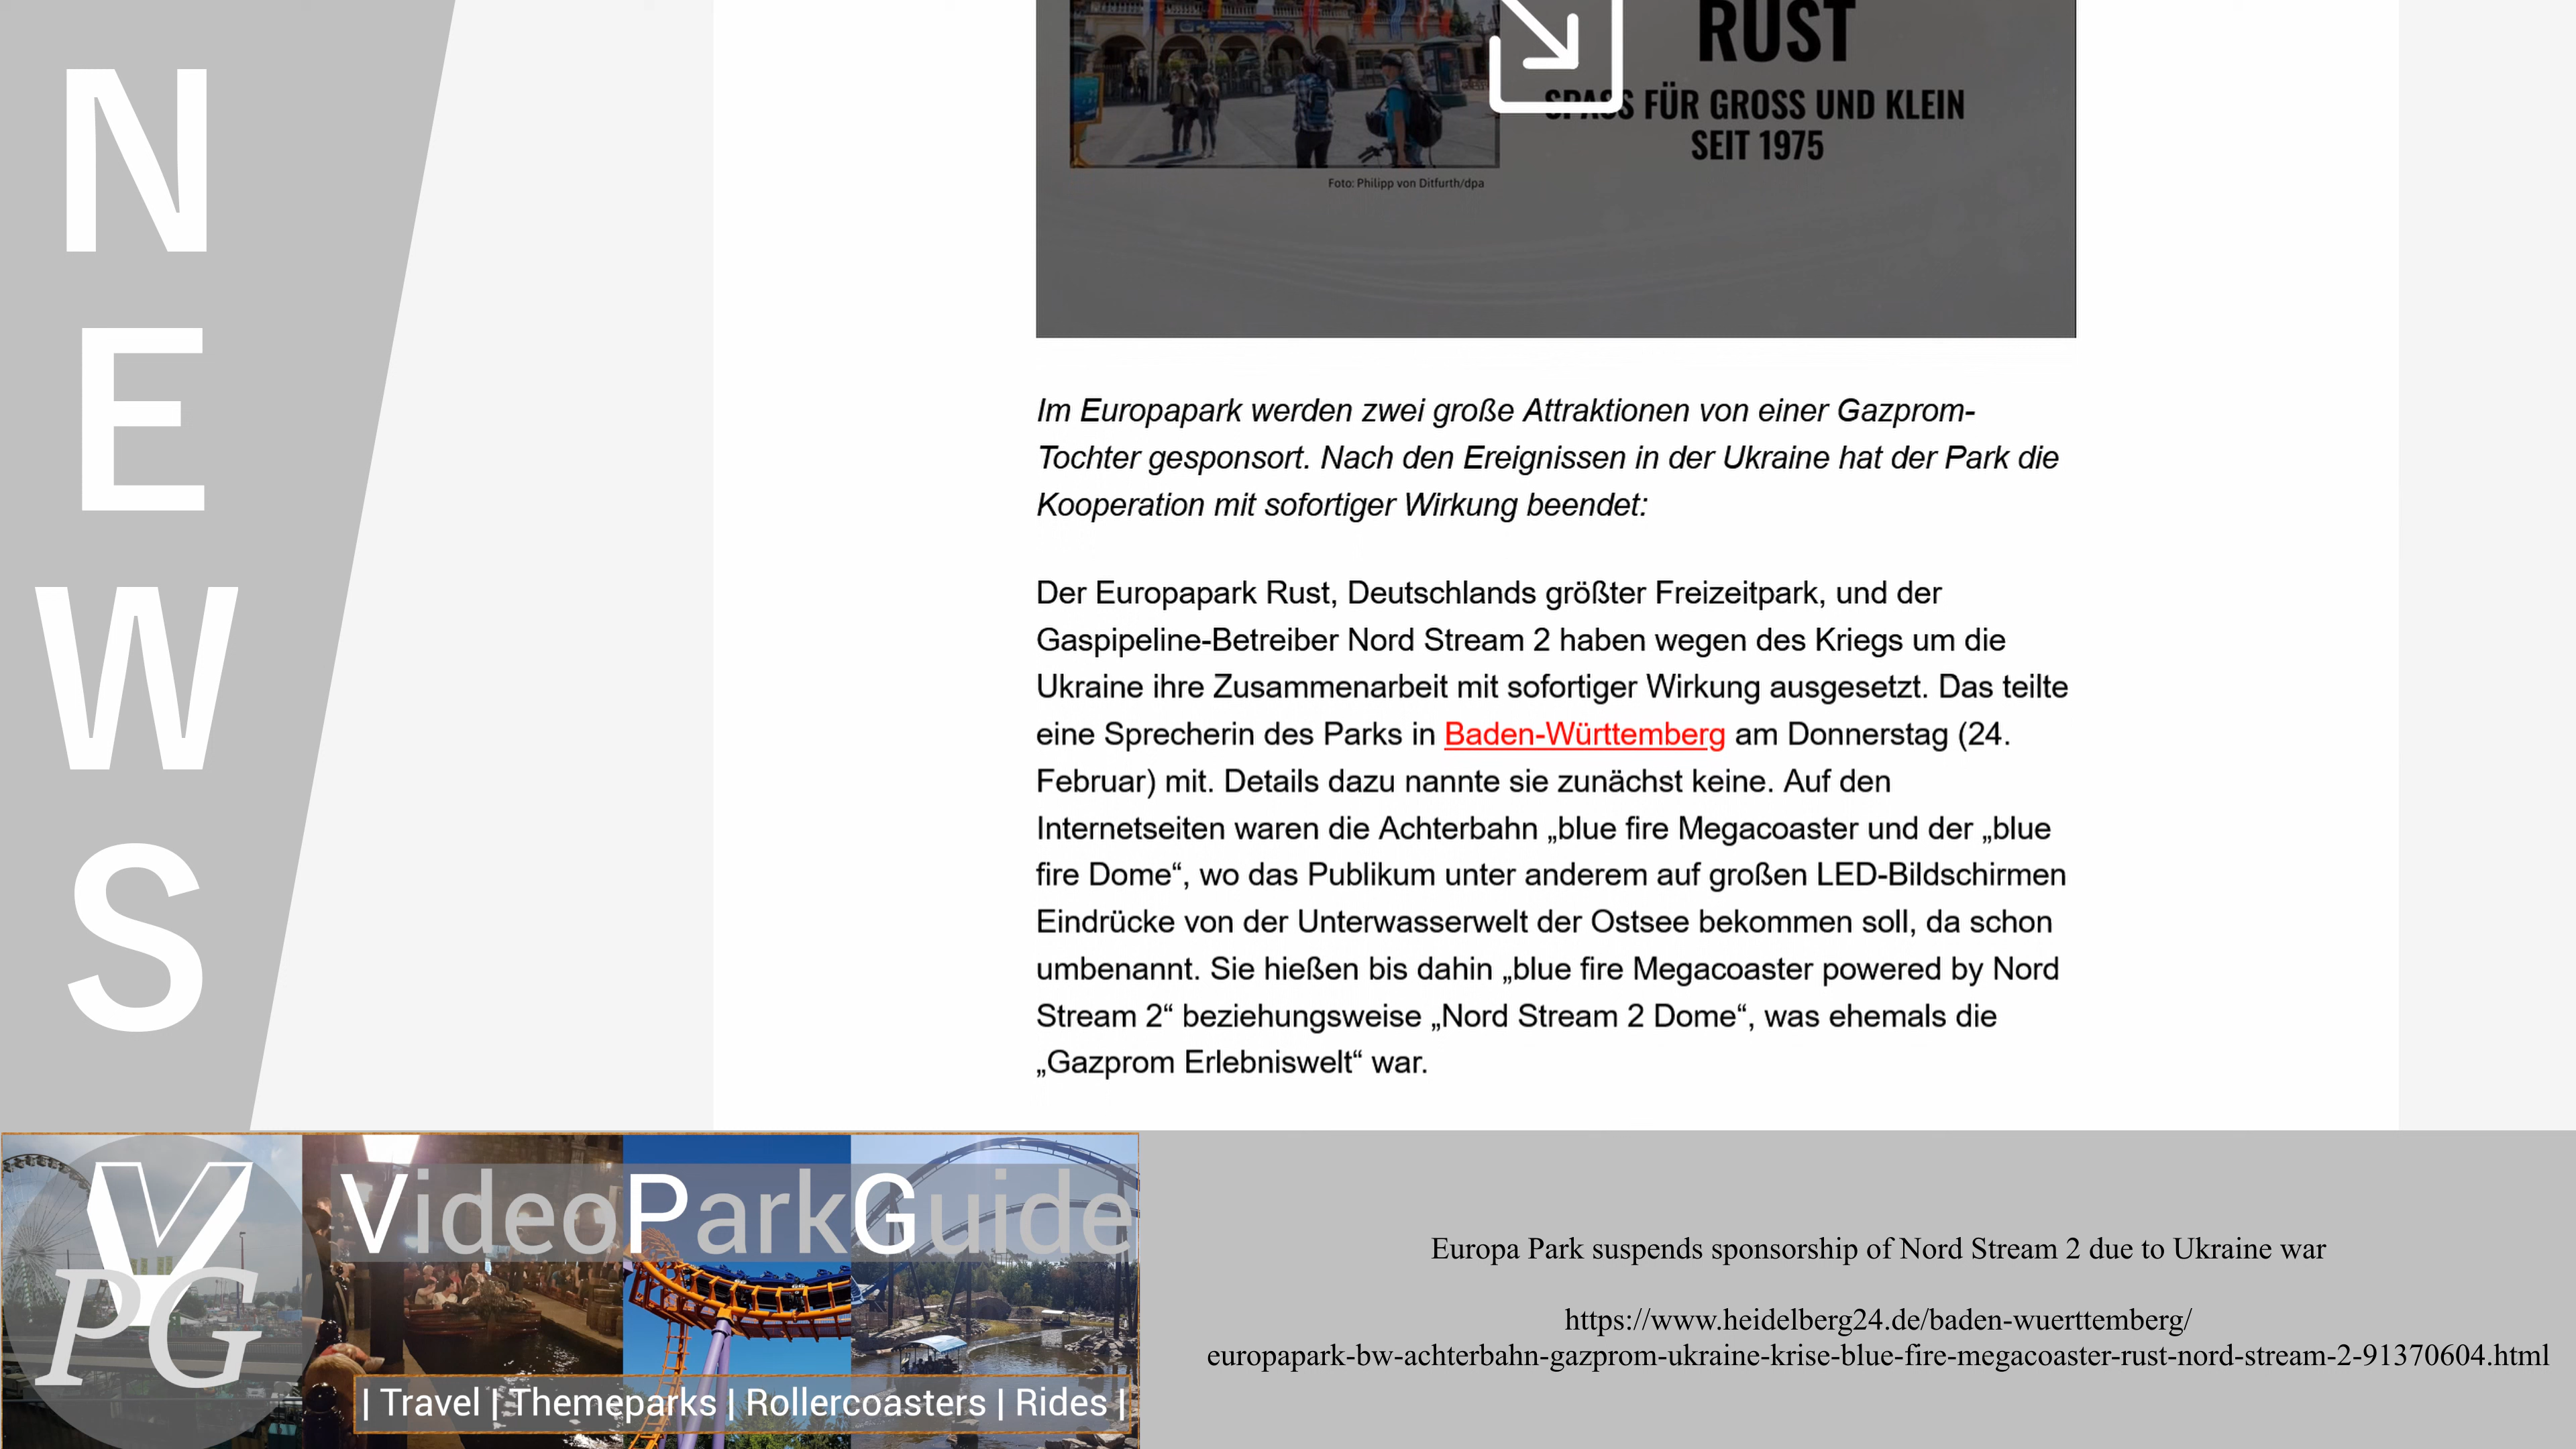 NEWS
RUST
SPASS FÜR GROSS UND KLEIN
SEIT 1975
Foto: Philipp von Ditfurth/dpa
Im Europapark werden zwei große Attraktionen von einer Gazprom-
Tochter gesponsort. Nach den Ereignissen in der Ukraine hat der Park die
Kooperation mit sofortiger Wirkung beendet:
Der Europapark Rust, Deutschlands größter Freizeitpark, und der
Gaspipeline-Betreiber Nord Stream 2 haben wegen des Kriegs um die
Ukraine ihre Zusammenarbeit mit sofortiger Wirkung ausgesetzt. Das teilte
eine Sprecherin des Parks in Baden-Württemberg am Donnerstag (24.
Februar) mit. Details dazu nannte sie zunächst keine. Auf den
Internetseiten waren die Achterbahn „blue fire Megacoaster und der „blue
fire Dome“, wo das Publikum unter anderem auf großen LED-Bildschirmen
Eindrücke von der Unterwasserwelt der Ostsee bekommen soll, da schon
umbenannt. Sie hießen bis dahin „blue fire Megacoaster powered by Nord
Stream 2“ beziehungsweise „Nord Stream 2 Dome“, was ehemals die
„Gazprom Erlebniswelt“ war.
VPG
VideoParkGuide
| Travel | Themeparks | Rollercoasters | Rides |
Europa Park suspends sponsorship of Nord Stream 2 due to Ukraine war
https://www.heidelberg24.de/baden-wuerttemberg/
europapark-bw-achterbahn-gazprom-ukraine-krise-blue-fire-megacoaster-rust-nord-stream-2-91370604.html